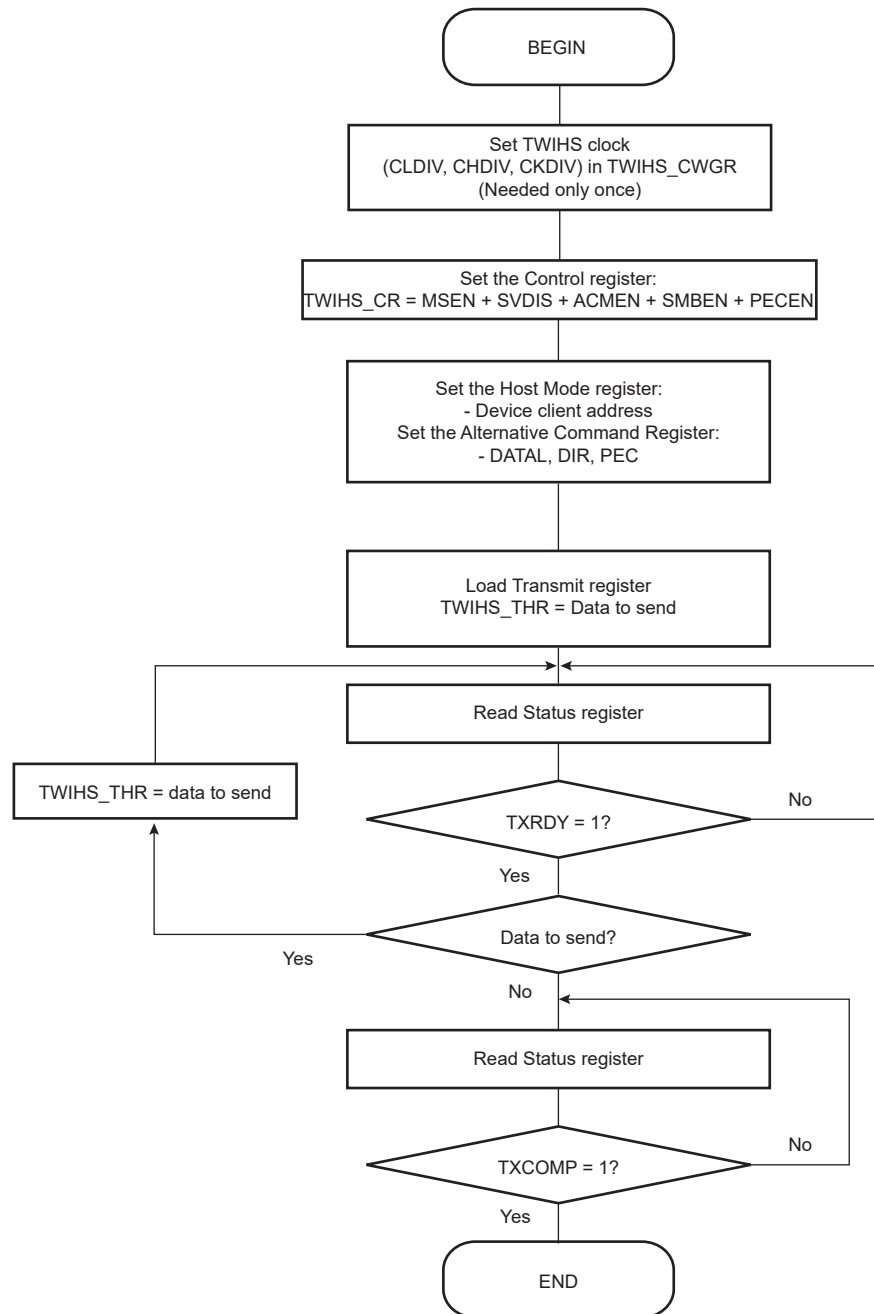 BEGIN
Set TWIHS clock
(CLDIV, CHDIV, CKDIV) in TWIHS_CWGR
(Needed only once)
Set the Control register:
TWIHS_CR = MSEN + SVDIS + ACMEN + SMBEN + PECEN
Set the Host Mode register:
- Device client address
Set the Alternative Command Register:
- DATAL, DIR, PEC
Load Transmit register
TWIHS_THR = Data to send
Read Status register
TWIHS_THR = data to send
TXRDY = 1?
No
Yes
Data to send?
Yes
No
Read Status register
TXCOMP = 1?
No
Yes
END